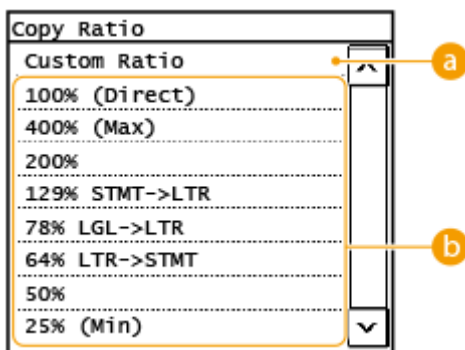 Copy Ratio
Custom Ratio
a
100% (Direct)
400% (Max)
200%
129% STMT->LTR
78% LGL->LTR
b
64% LTR->STMT
50%
25% (Min)